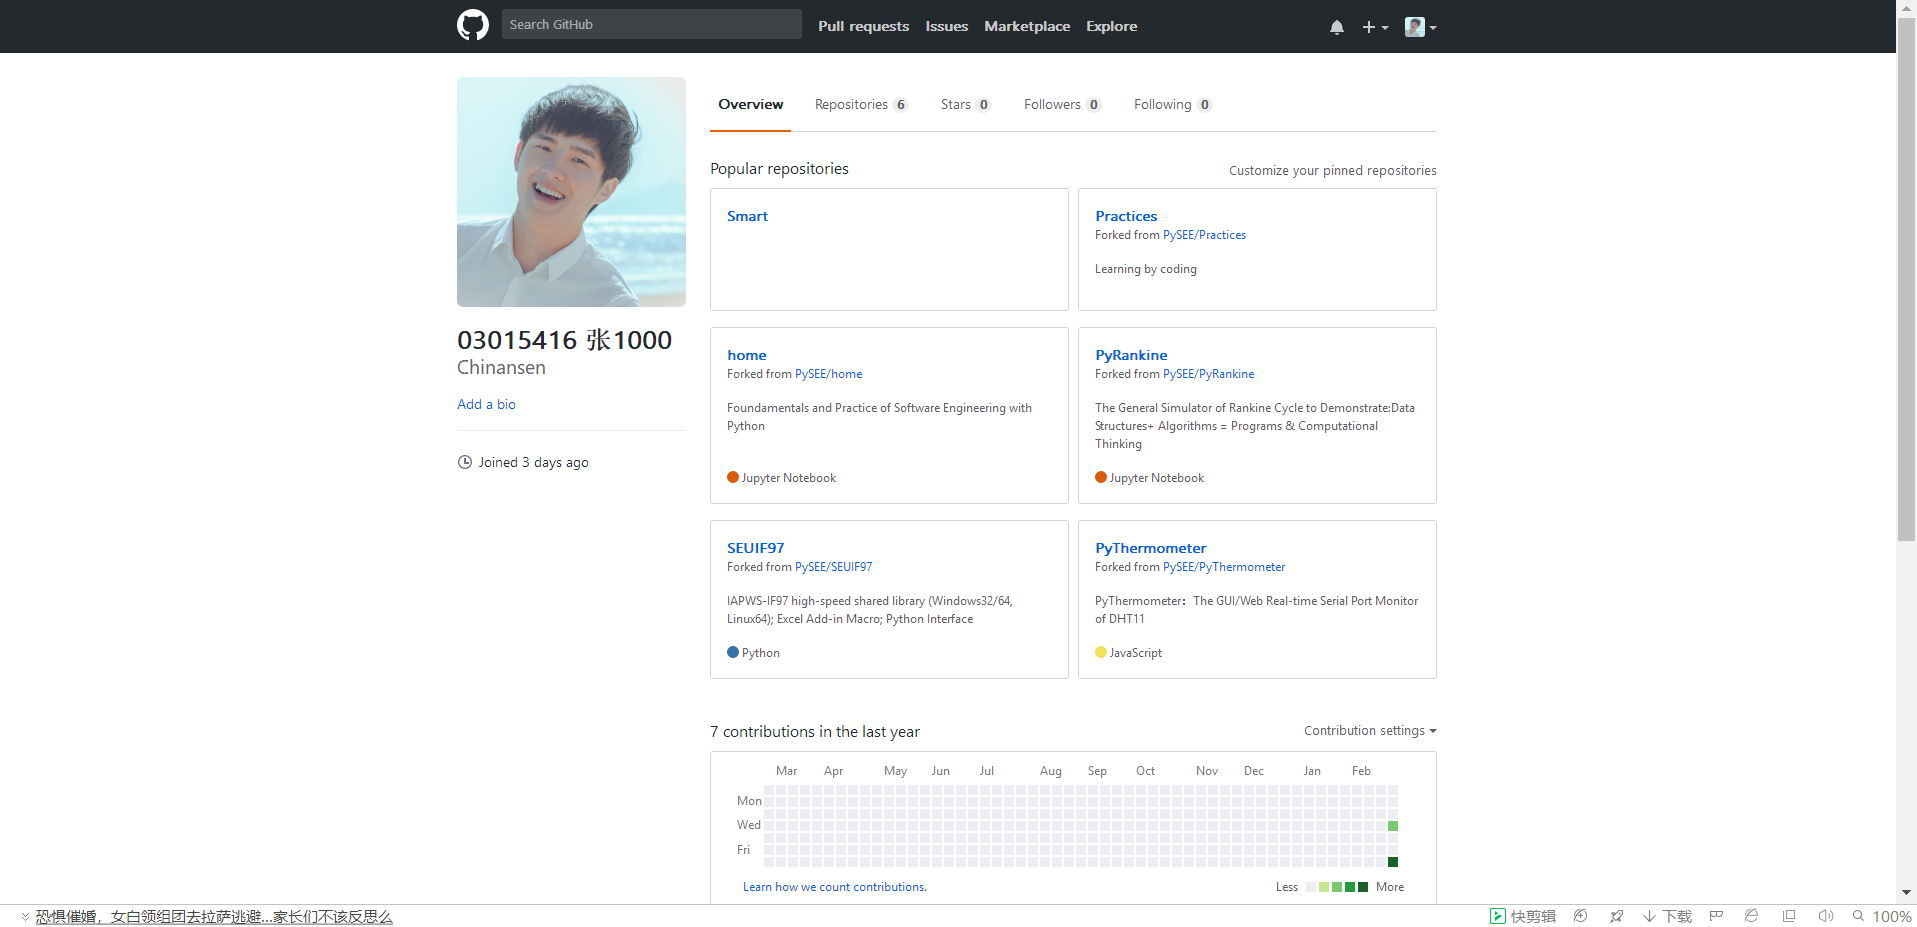 Search GitHub
Pull requests Issues Marketplace Explore
Overview Repositories 6 Stars 0 Followers 0 Following 0
03015416 张1000
Chinansen
Add a bio
Joined 3 days ago
Popular repositories Customize your pinned repositories
Smart
Practices
Forked from PySEE/Practices
Learning by coding
home
Forked from PySEE/home
Foundamentals and Practice of Software Engineering with
Python
Jupyter Notebook
PyRankine
Forked from PySEE/PyRankine
The General Simulator of Rankine Cycle to Demonstrate:Data
Structures+ Algorithms = Programs & Computational
Thinking
Jupyter Notebook
SEUIF97
Forked from PySEE/SEUIF97
IAPWS-IF97 high-speed shared library (Windows32/64,
Linux64); Excel Add-in Macro; Python Interface
Python
PyThermometer
Forked from PySEE/PyThermometer
PyThermometer：The GUI/Web Real-time Serial Port Monitor
of DHT11
JavaScript
7 contributions in the last year Contribution settings
Mar Apr May Jun Jul Aug Sep Oct Nov Dec Jan Feb
Mon
Wed
Fri
Learn how we count contributions. Less More
恐惧催婚，女白领组团去拉萨逃避...家长们不该反思么 快剪辑 下载 100%